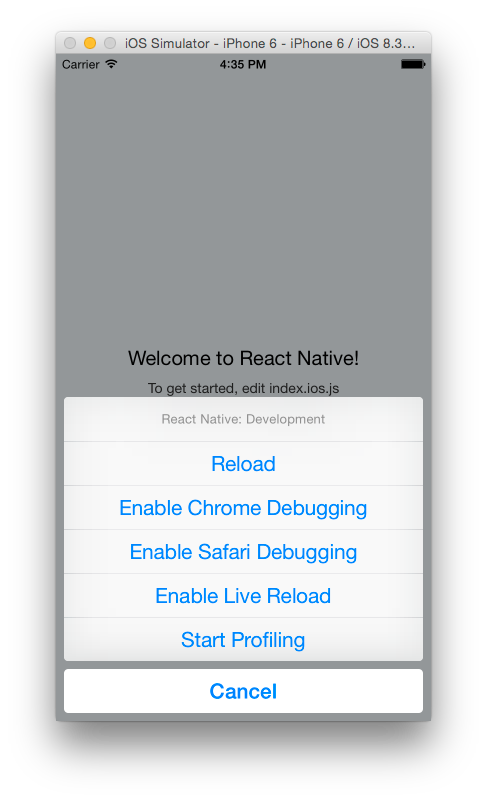 iOS Simulator - iPhone 6 - iPhone 6 / iOS 8.3...
Carrier 4:35 PM
Welcome to React Native!
To get started, edit index.ios.js
React Native: Development
Reload
Enable Chrome Debugging
Enable Safari Debugging
Enable Live Reload
Start Profiling
Cancel